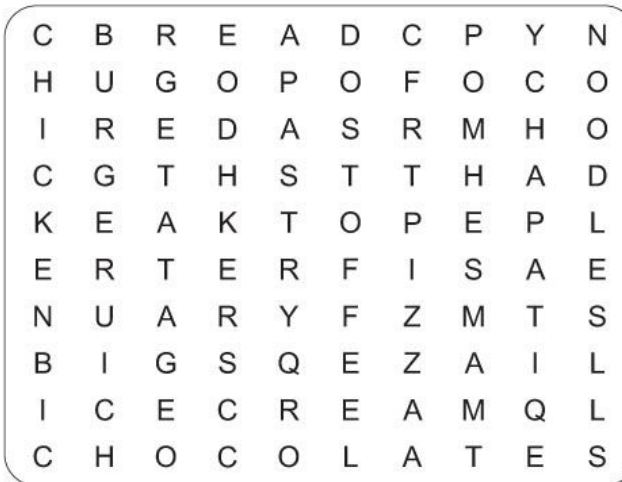 C B R E A D C P Y N
H U G O P O F O C O
I R E D A S R M H O
C G T H S T T H A D
K E A K T O P E P L
E R T E R F I S A E
N U A R Y F Z M T S
B I G S Q E Z A I L
I C E C R E A M Q L
C H O C O L A T E S